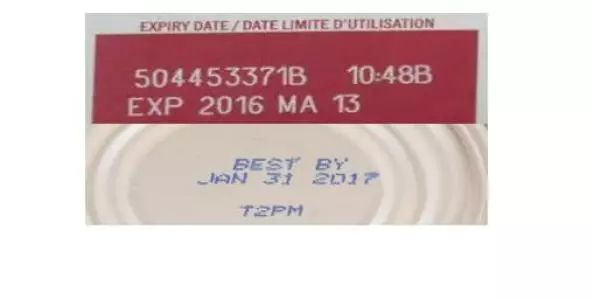 EXPIRY DATE / DATE LIMITE D'UTILISATION
504453371B 10:48B
EXP 2016 MA 13
BEST BY
JAN 31 2017
T2PM